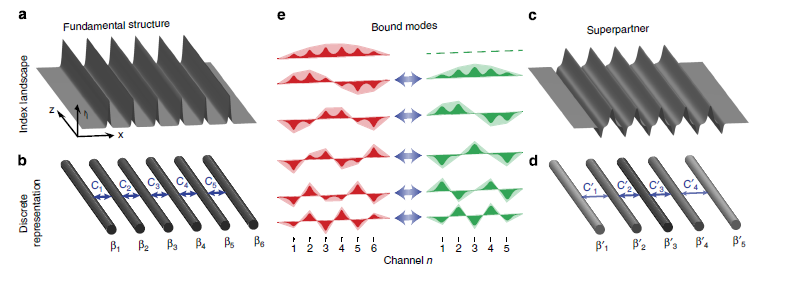 a
Fundamental structure
Index landscape
z
η
x
b
Discrete
representation
C₁ C₂ C₃ C₄ C₅
β₁ β₂ β₃ β₄ β₅ β₆
e
Bound modes
1 2 3 4 5 6
1 2 3 4 5
Channel n
c
Superpartner
d
C′₁ C′₂ C′₃ C′₄
β′₁ β′₂ β′₃ β′₄ β′₅